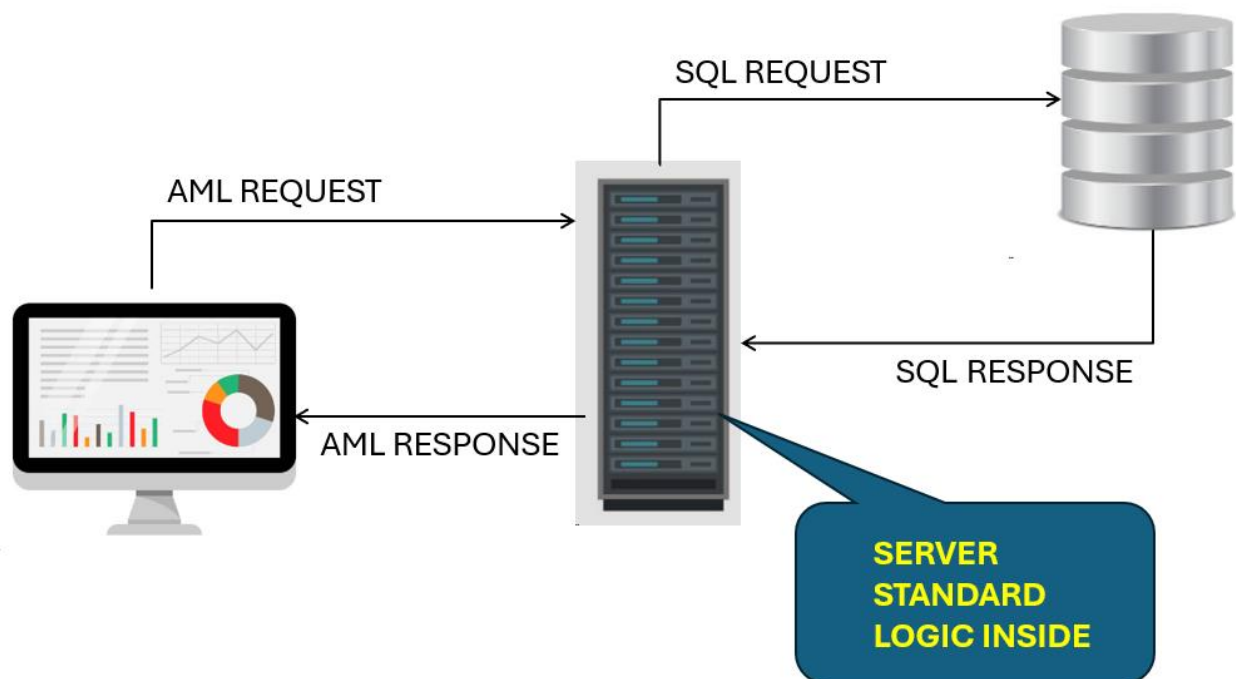 SQL REQUEST
AML REQUEST
SQL RESPONSE
AML RESPONSE
SERVER
STANDARD
LOGIC INSIDE